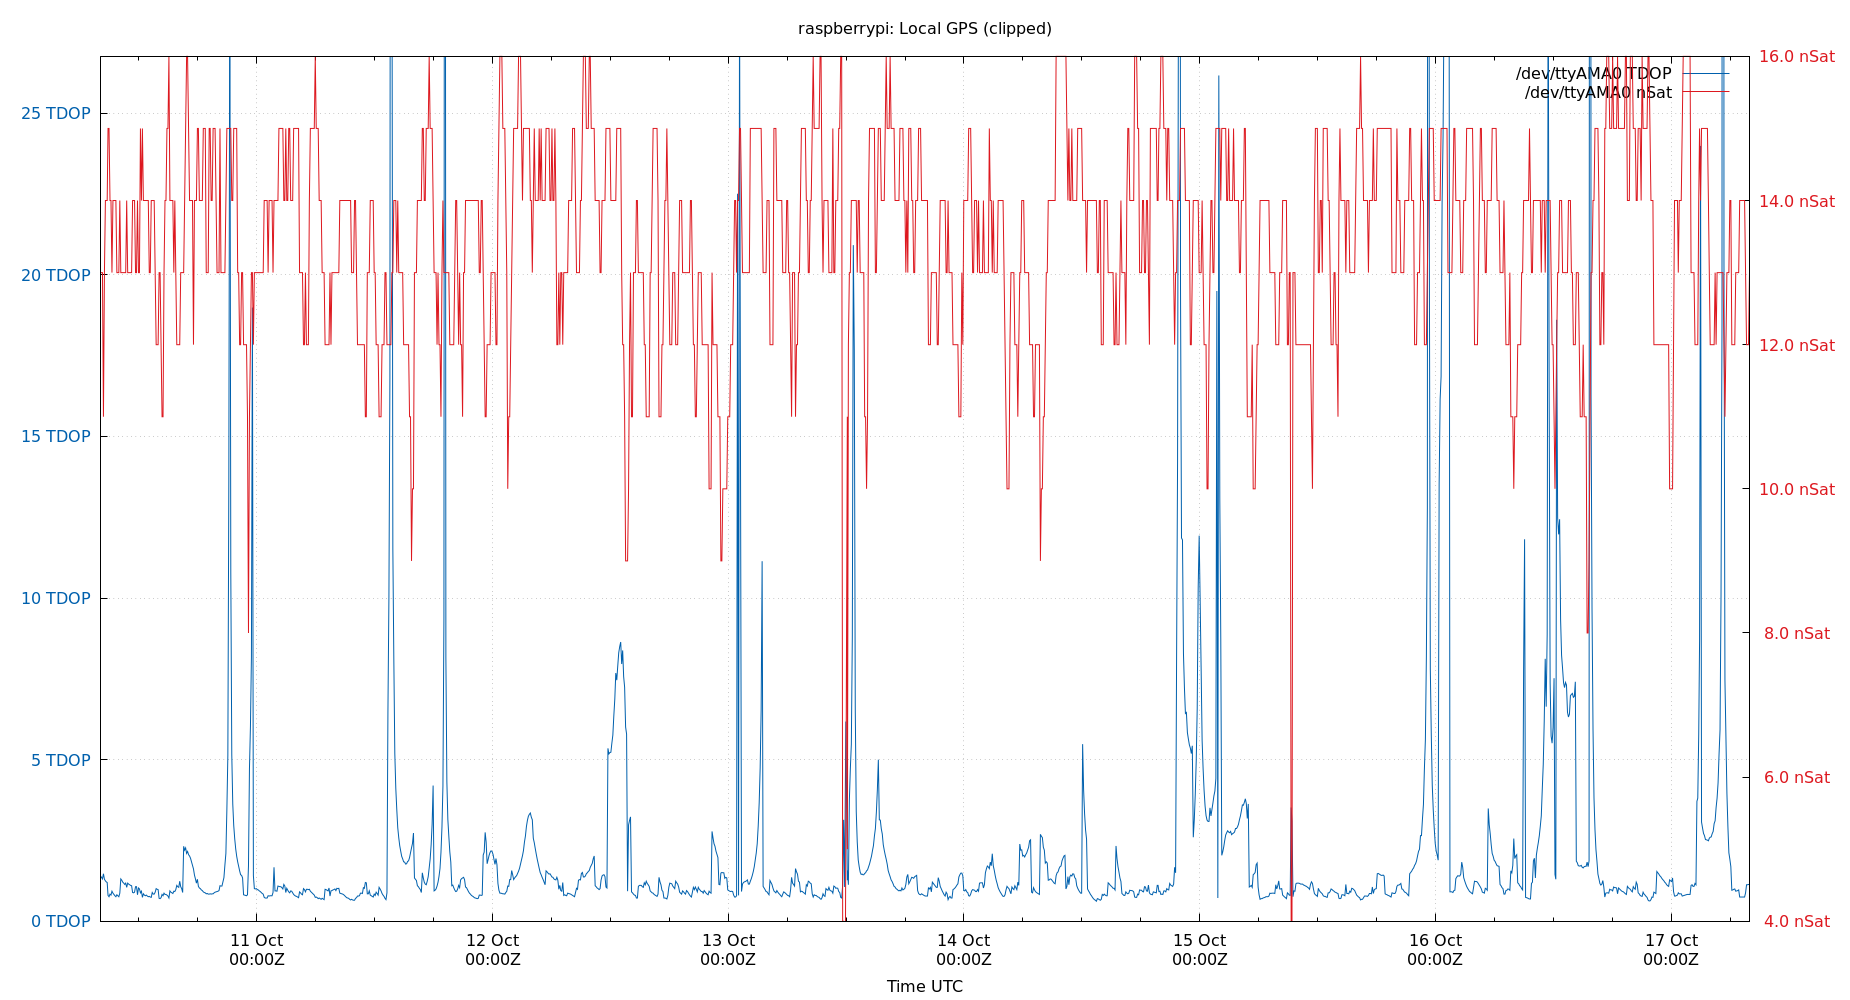 raspberrypi: Local GPS (clipped)
16.0 nSat
/dev/ttyAMA0 TDOP
/dev/ttyAMA0 nSat
25 TDOP
14.0 nSat
20 TDOP
12.0 nSat
15 TDOP
10.0 nSat
10 TDOP
8.0 nSat
5 TDOP
6.0 nSat
0 TDOP
4.0 nSat
11 Oct 12 Oct 13 Oct 14 Oct 15 Oct 16 Oct 17 Oct
00:00Z 00:00Z 00:00Z 00:00Z 00:00Z 00:00Z 00:00Z
Time UTC